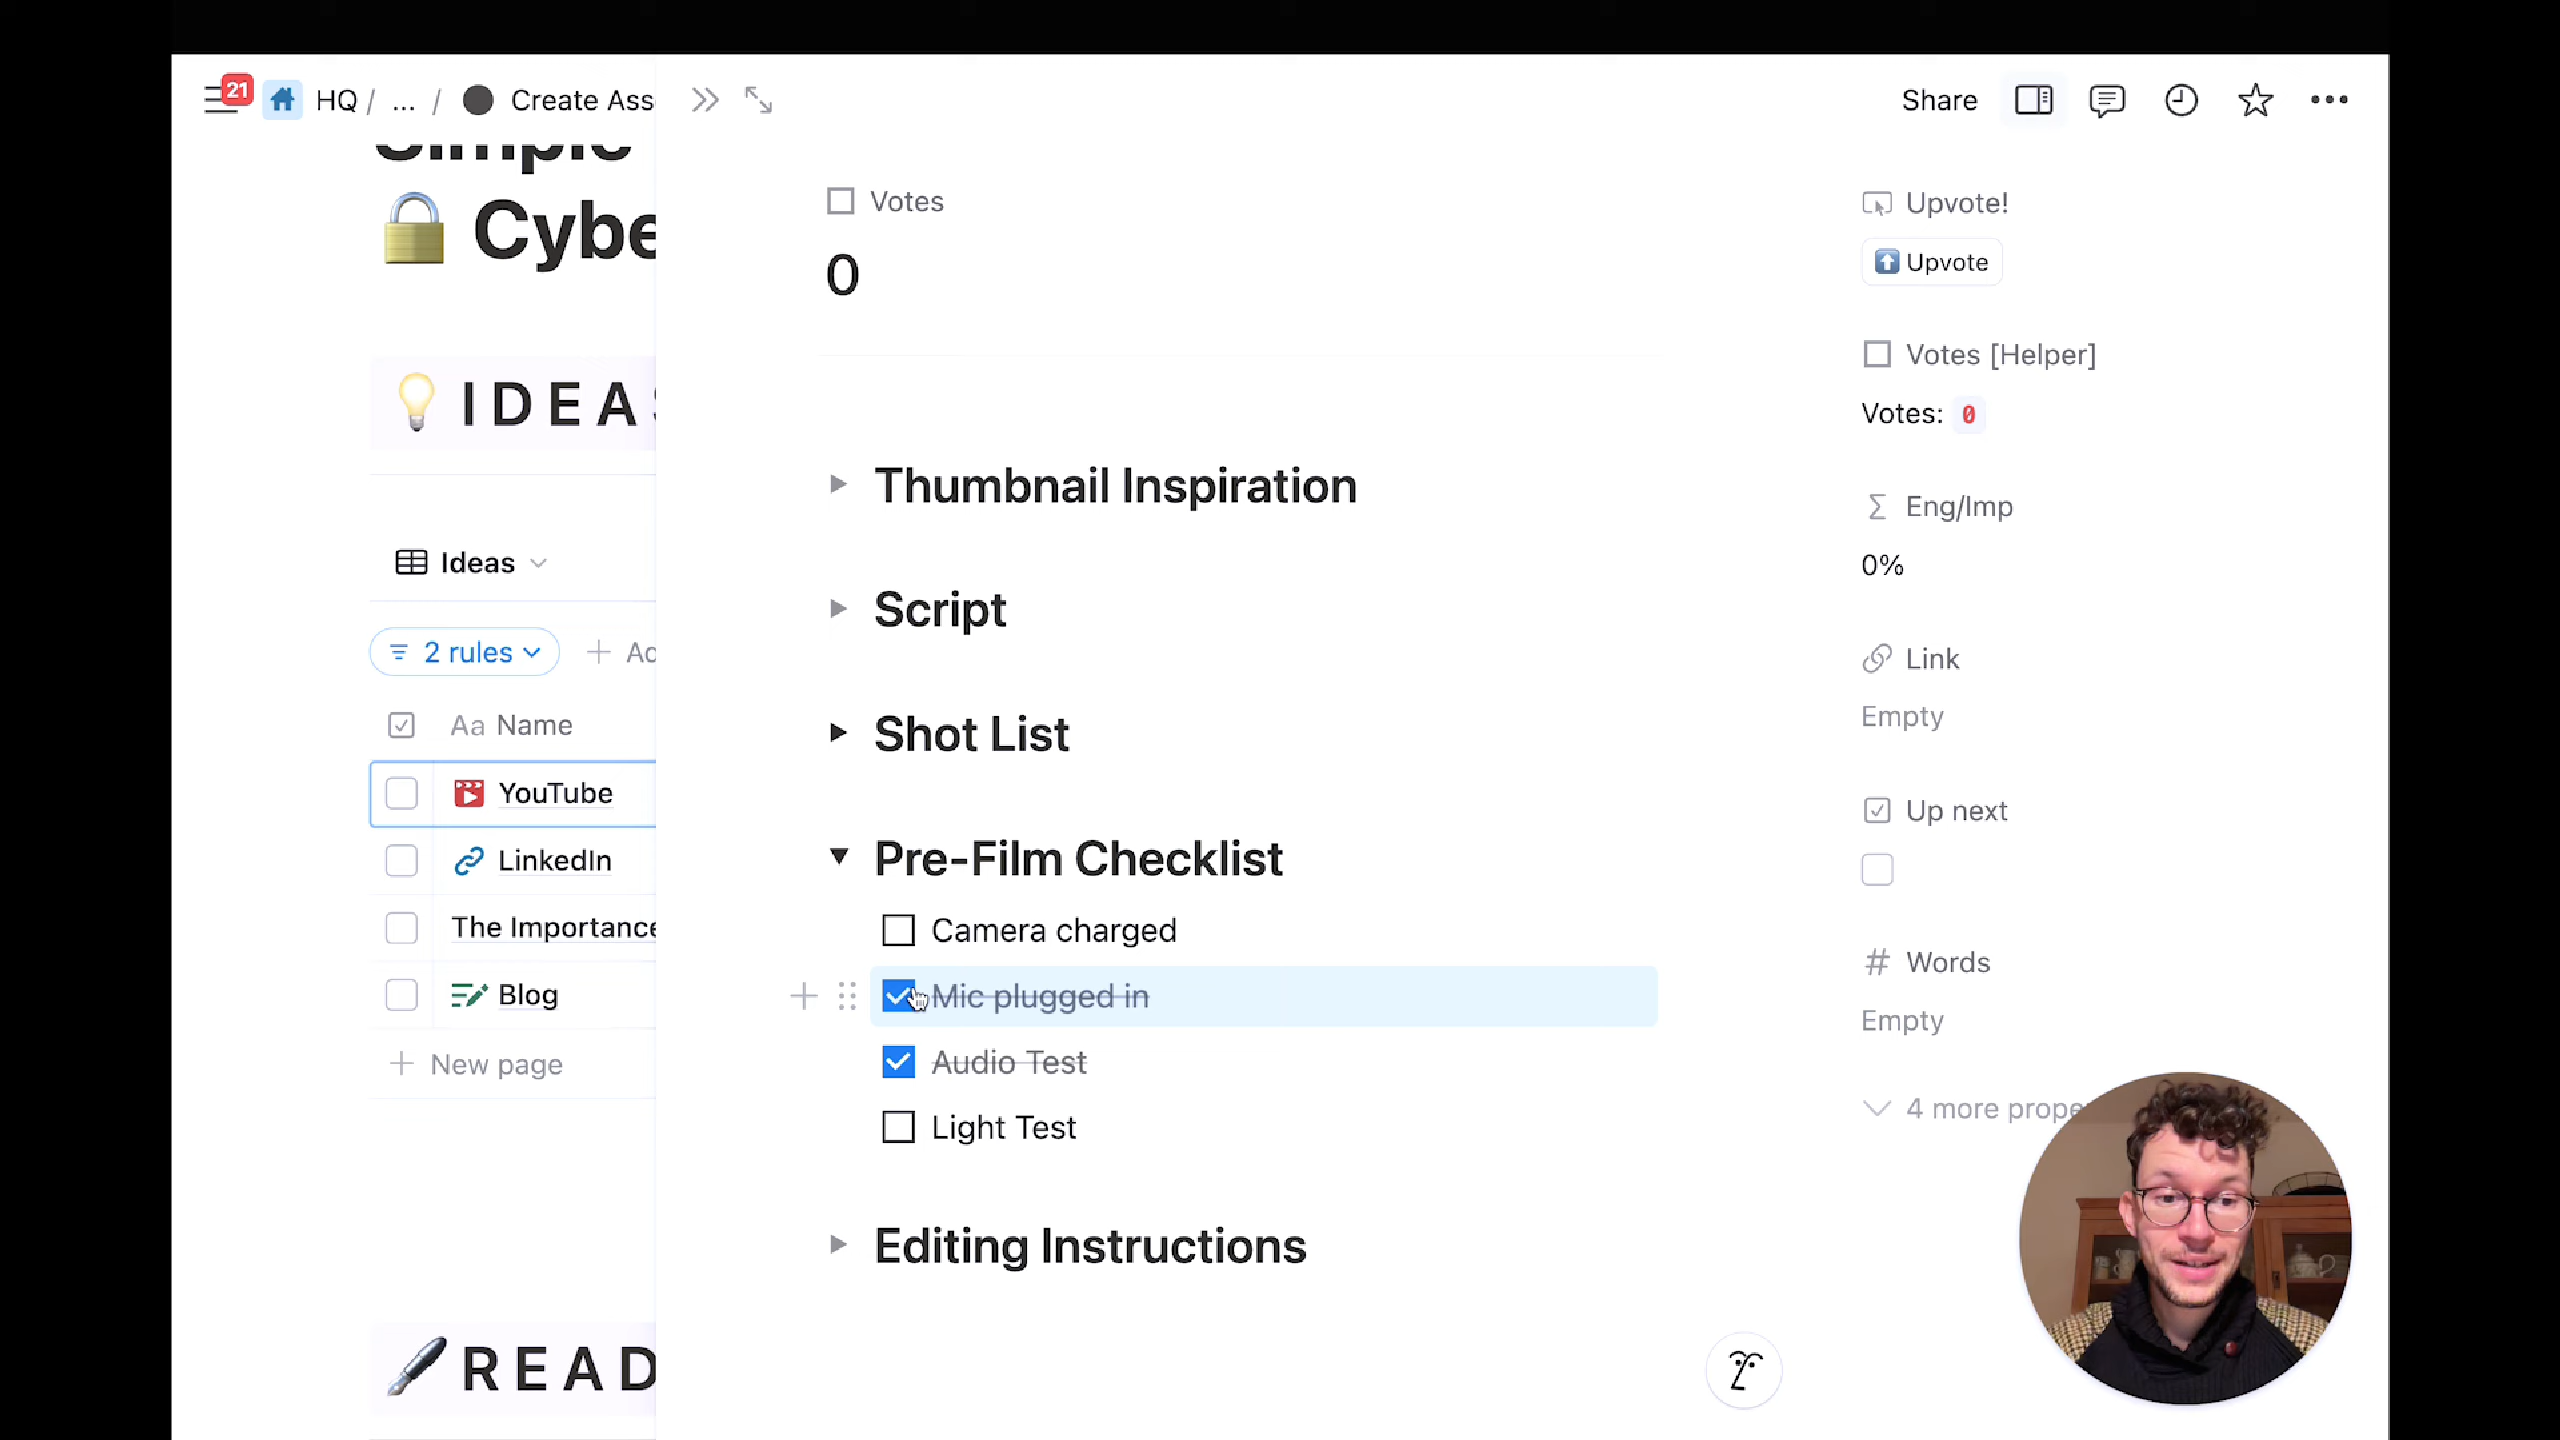 21
HQ / ... / Create Ass
Share
Simple
Cybe
IDEAS
Ideas
2 rules
Ad
Aa Name
YouTube
LinkedIn
The Importance
Blog
New page
READ
Votes
0
Thumbnail Inspiration
Script
Shot List
Pre-Film Checklist
Camera charged
Mic plugged in
Audio Test
Light Test
Editing Instructions
Upvote!
Upvote
Votes [Helper]
Votes: 0
Eng/Imp
0%
Link
Empty
Up next
Words
Empty
4 more prope